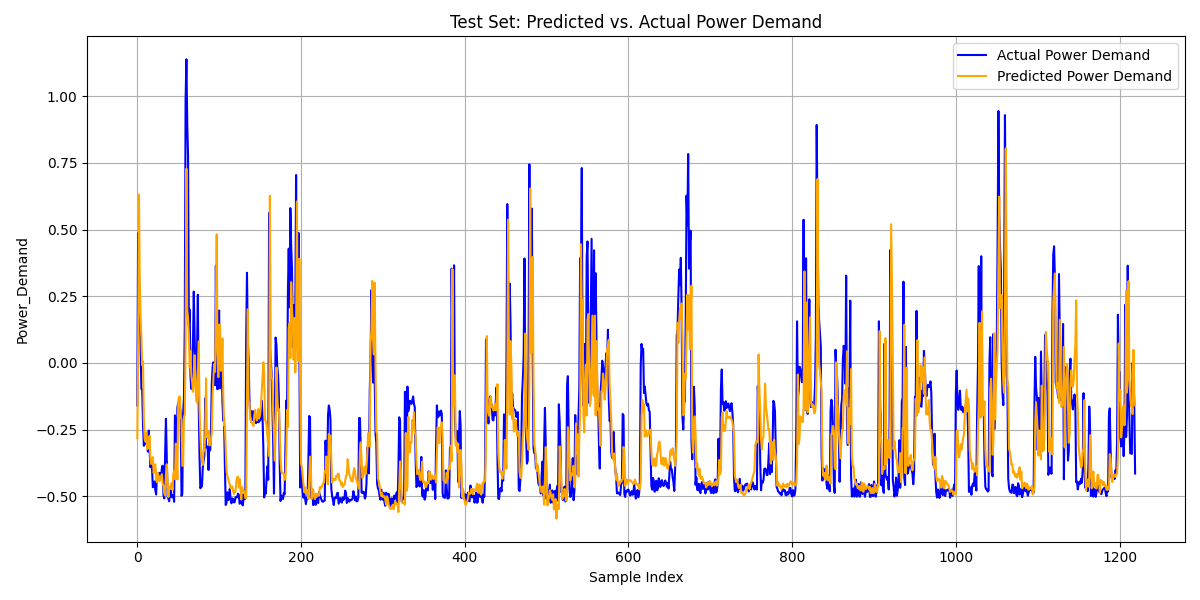 Test Set: Predicted vs. Actual Power Demand
Actual Power Demand
Predicted Power Demand
Power_Demand
1.00
0.75
0.50
0.25
0.00
−0.25
−0.50
0 200 400 600 800 1000 1200
Sample Index